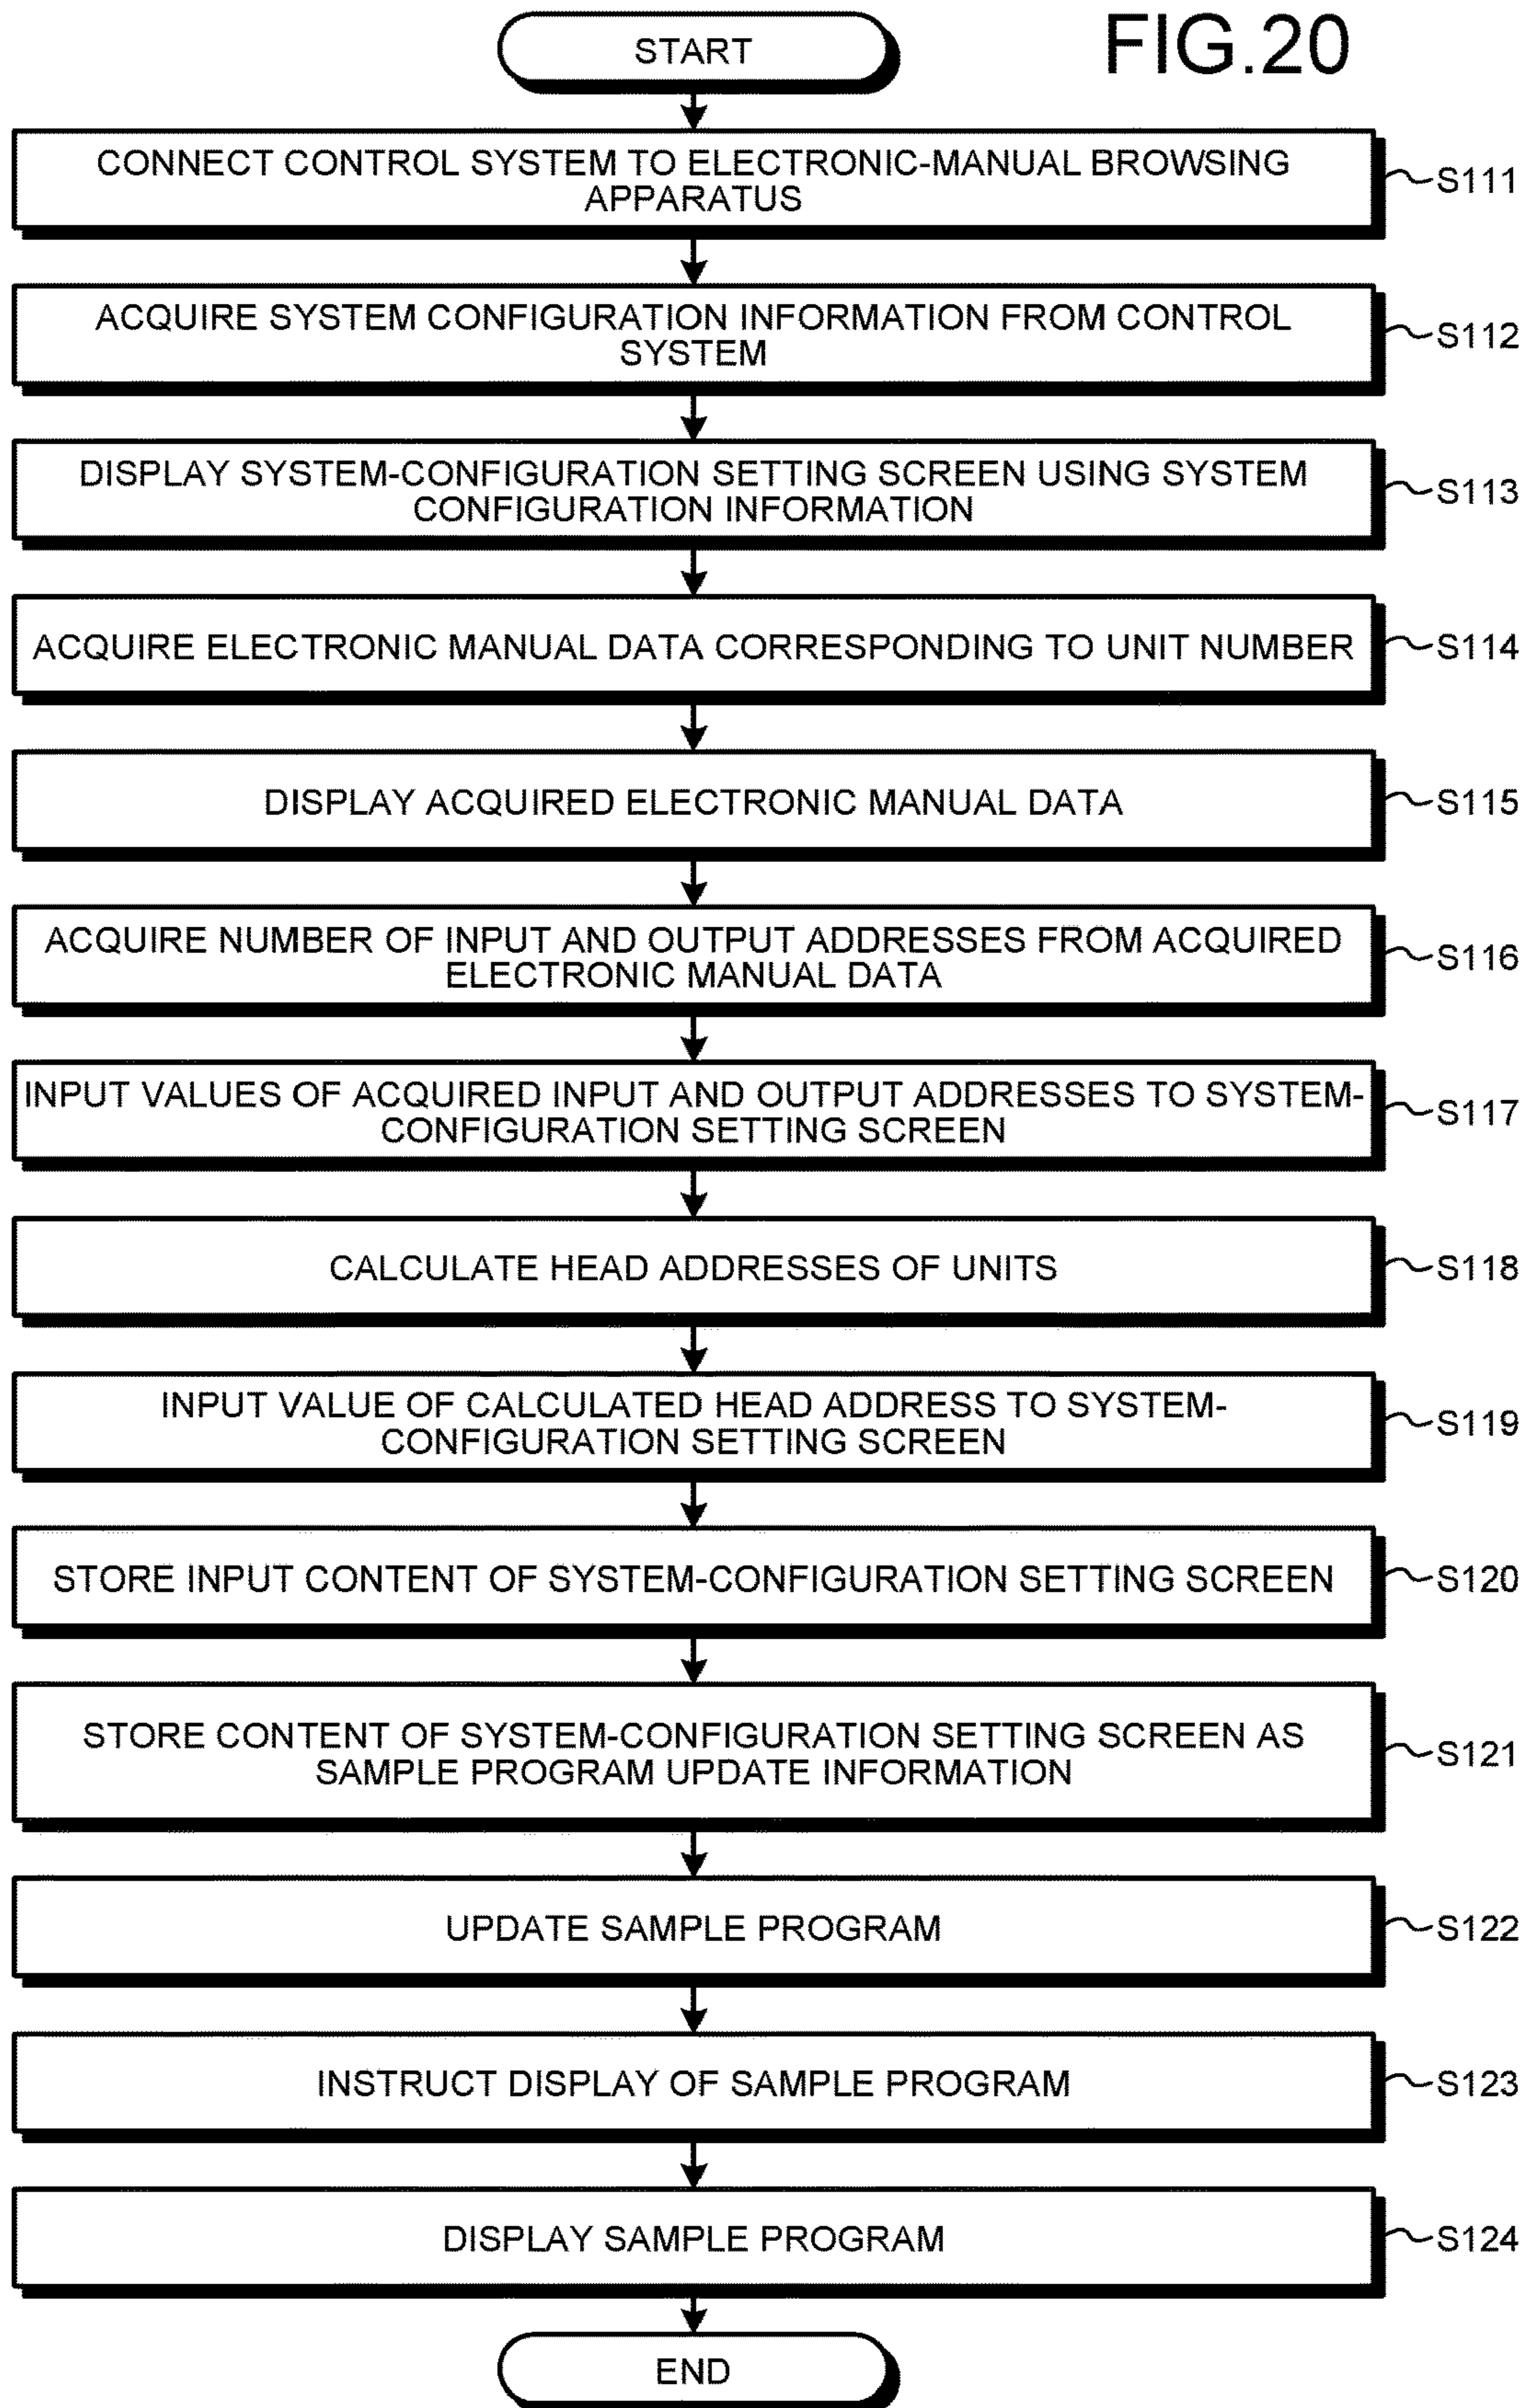 FIG.20
START
CONNECT CONTROL SYSTEM TO ELECTRONIC-MANUAL BROWSING
APPARATUS
S111
ACQUIRE SYSTEM CONFIGURATION INFORMATION FROM CONTROL
SYSTEM
S112
DISPLAY SYSTEM-CONFIGURATION SETTING SCREEN USING SYSTEM
CONFIGURATION INFORMATION
S113
ACQUIRE ELECTRONIC MANUAL DATA CORRESPONDING TO UNIT NUMBER
S114
DISPLAY ACQUIRED ELECTRONIC MANUAL DATA
S115
ACQUIRE NUMBER OF INPUT AND OUTPUT ADDRESSES FROM ACQUIRED
ELECTRONIC MANUAL DATA
S116
INPUT VALUES OF ACQUIRED INPUT AND OUTPUT ADDRESSES TO SYSTEM-
CONFIGURATION SETTING SCREEN
S117
CALCULATE HEAD ADDRESSES OF UNITS
S118
INPUT VALUE OF CALCULATED HEAD ADDRESS TO SYSTEM-
CONFIGURATION SETTING SCREEN
S119
STORE INPUT CONTENT OF SYSTEM-CONFIGURATION SETTING SCREEN
S120
STORE CONTENT OF SYSTEM-CONFIGURATION SETTING SCREEN AS
SAMPLE PROGRAM UPDATE INFORMATION
S121
UPDATE SAMPLE PROGRAM
S122
INSTRUCT DISPLAY OF SAMPLE PROGRAM
S123
DISPLAY SAMPLE PROGRAM
S124
END